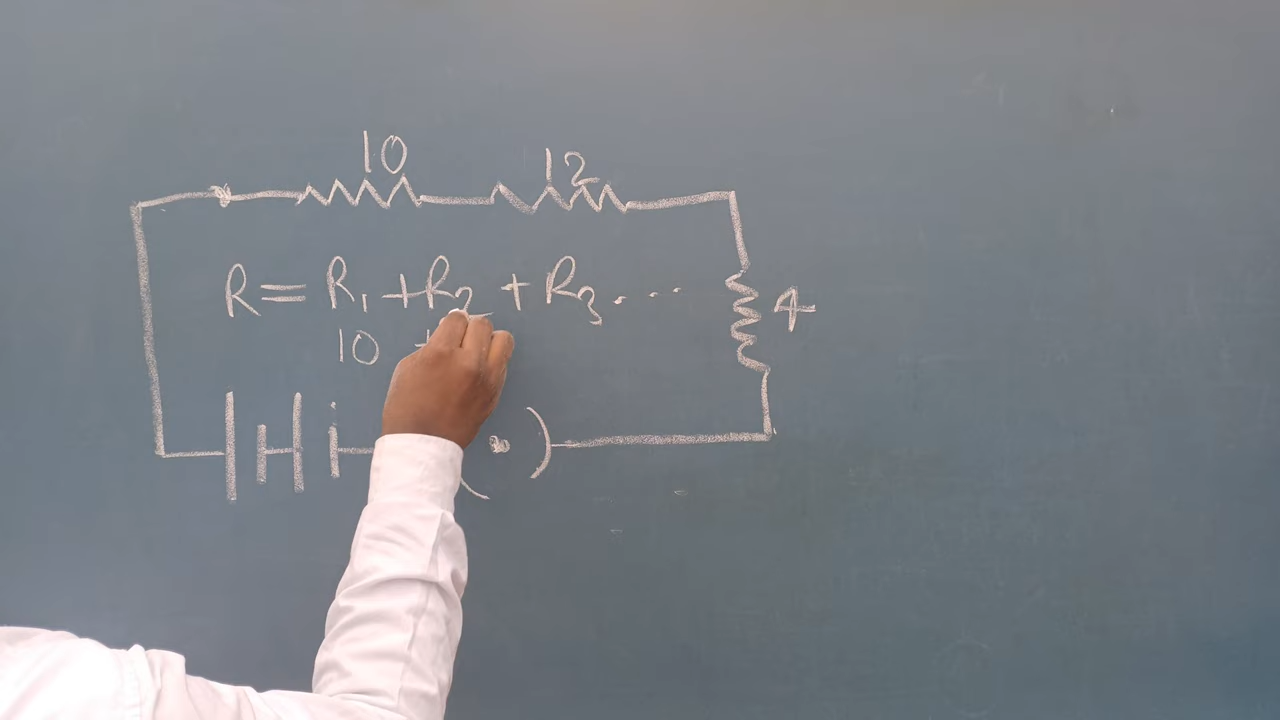 10 12
R = R₁ + R₂ + R₃ . . . . 4
10 +